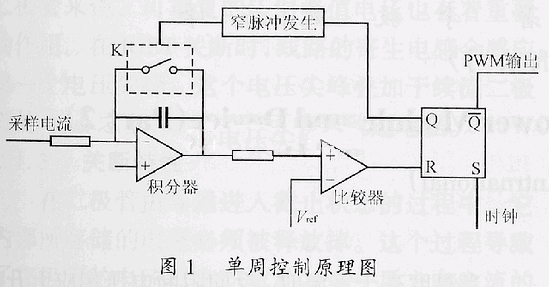 窄脉冲发生
K
PWM输出
采样电流
Q
Q̅
R
S
积分器
比较器
Vref
时钟
图 1 单周控制原理图